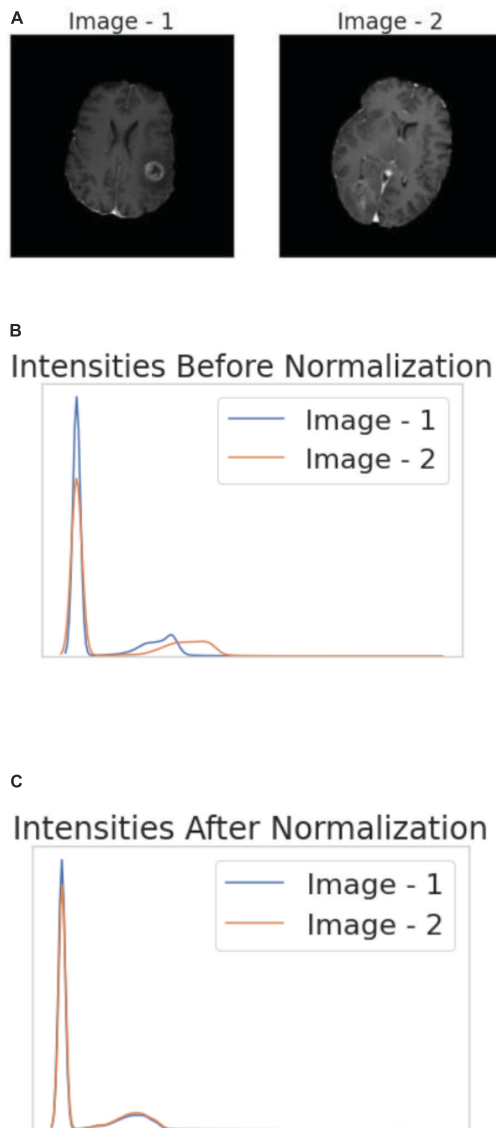 A
Image - 1
Image - 2
B
Intensities Before Normalization
Image - 1
Image - 2
C
Intensities After Normalization
Image - 1
Image - 2